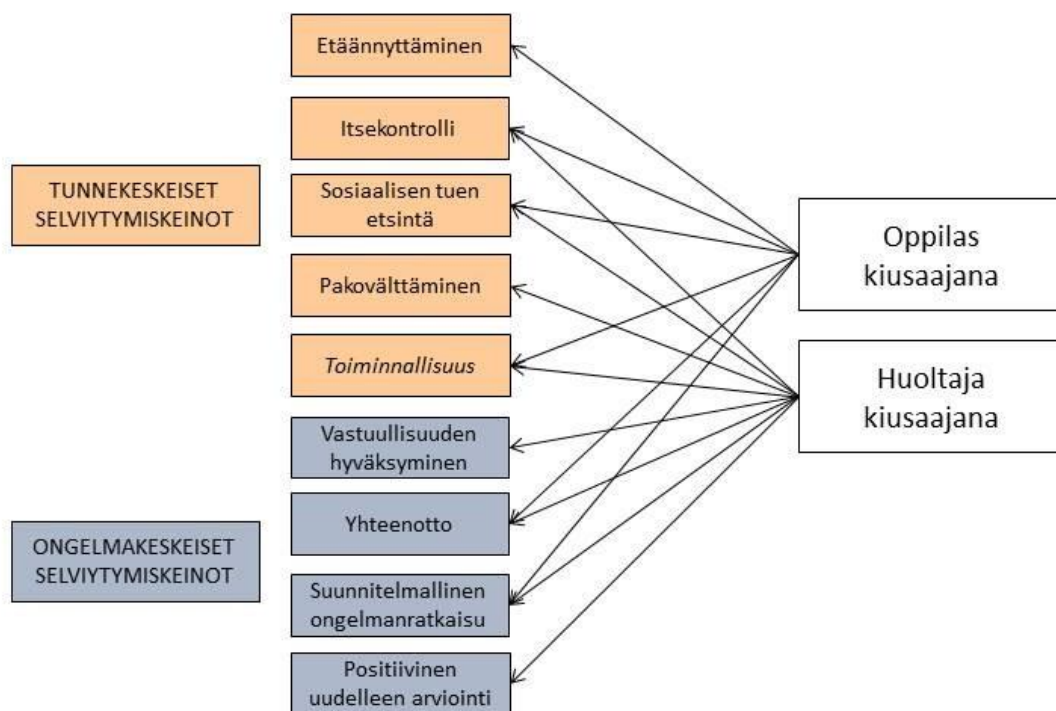 Etäännyttäminen
Itsekontrolli
TUNNEKESKEISET
SELVIYTYMISKEINOT
Sosiaalisen tuen
etsintä
Pakovälttäminen
Toiminnallisuus
Vastuullisuuden
hyväksyminen
Yhteenotto
ONGELMAKESKEISET
SELVIYTYMISKEINOT
Suunnitelmallinen
ongelmanratkaisu
Positiivinen
uudelleen arviointi
Oppilas
kiusaajana
Huoltaja
kiusaajana